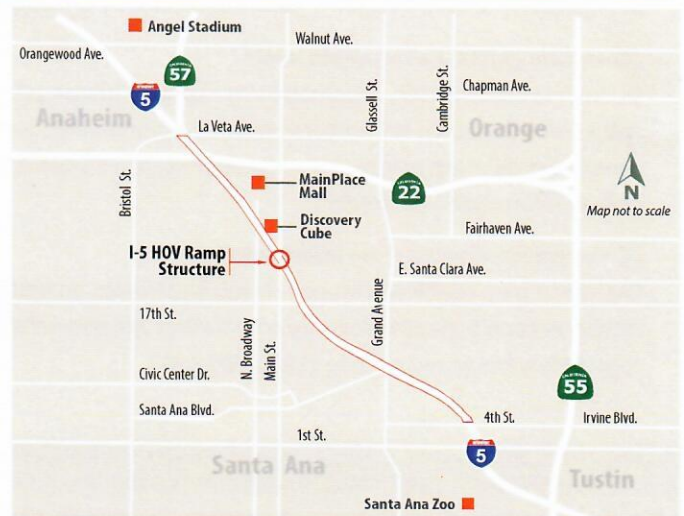 Angel Stadium
Orangewood Ave.
Walnut Ave.
57
5
Chapman Ave.
Glassell St.
Cambridge St.
Anaheim
La Veta Ave.
Orange
MainPlace
Mall
22
N
Map not to scale
Bristol St.
Discovery
Cube
Fairhaven Ave.
I-5 HOV Ramp
Structure
E. Santa Clara Ave.
17th St.
N. Broadway
Main St.
Grand Avenue
Civic Center Dr.
55
Santa Ana Blvd.
4th St.
Irvine Blvd.
1st St.
5
Santa Ana
Tustin
Santa Ana Zoo